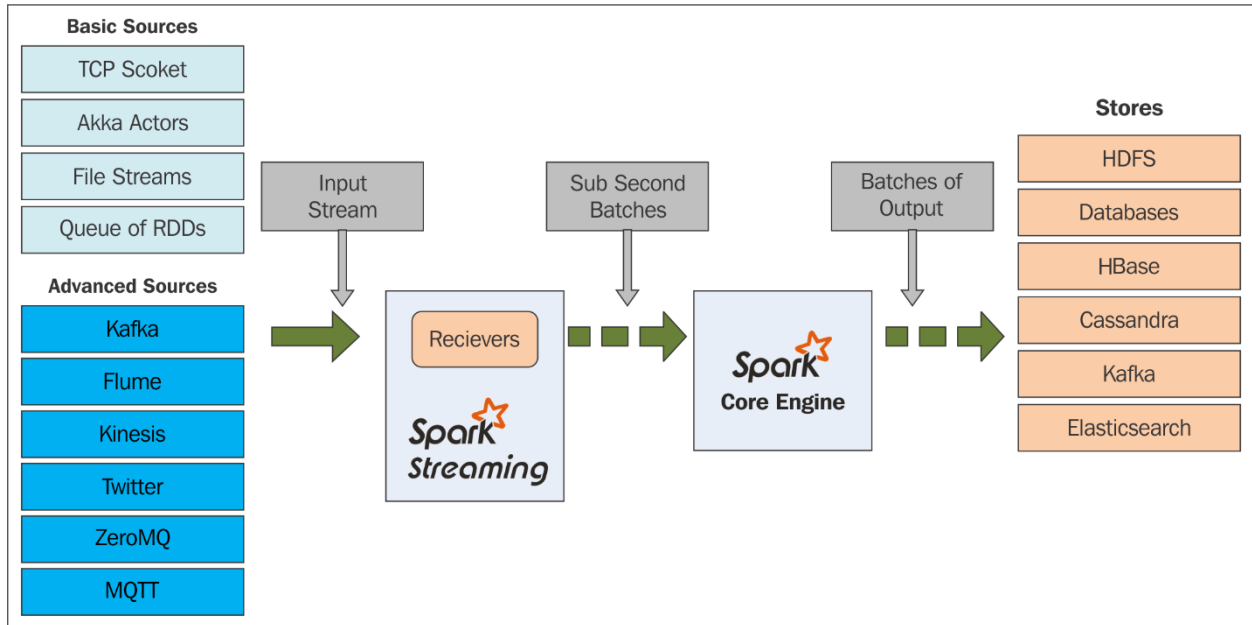 Basic Sources
TCP Scoket
Akka Actors
File Streams
Queue of RDDs
Advanced Sources
Kafka
Flume
Kinesis
Twitter
ZeroMQ
MQTT
Input
Stream
Recievers
Spark
Streaming
Sub Second
Batches
Spark
Core Engine
Batches of
Output
Stores
HDFS
Databases
HBase
Cassandra
Kafka
Elasticsearch